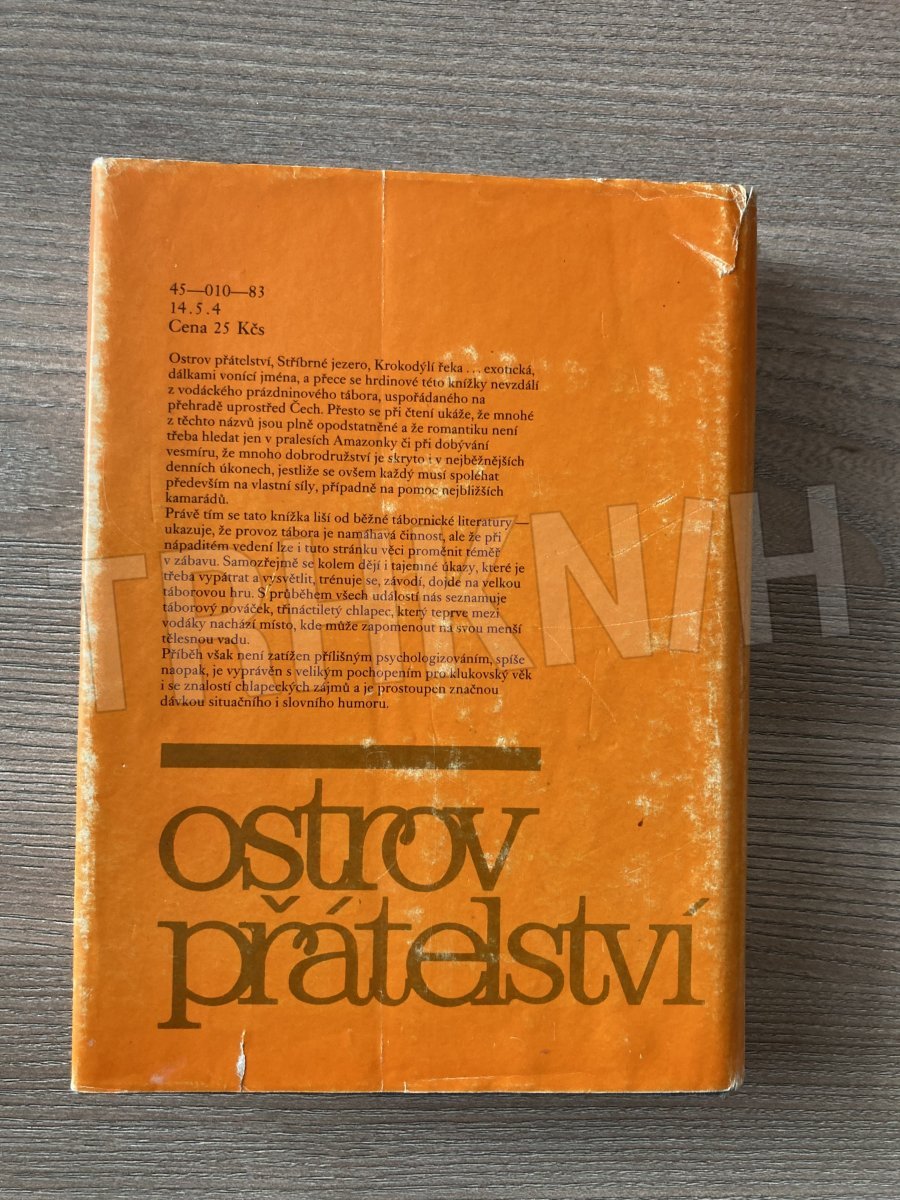 45—010—83
14.5.4
Cena 25 Kčs
Ostrov přátelství, Stříbrné jezero, Krokodýlí řeka ... exotická,
dálkami vonící jména, a přece se hrdinové této knížky nevzdálí
z vodáckého prázdninového tábora, uspořádaného na
přehradě uprostřed Čech. Přesto se při čtení ukáže, že mnohé
z těchto názvů jsou plně opodstatněné a že romantiku není
třeba hledat jen v pralesích Amazonky či při dobývání
vesmíru, že mnoho dobrodružství je skryto i v nejběžnějších
denních úkonech, jestliže se ovšem každý musí spoléhat
především na vlastní síly, případně na pomoc nejbližších
kamarádů.
Právě tím se tato knížka liší od běžné tábornické literatury —
ukazuje, že provoz tábora je namáhavá činnost, ale že při
nápaditém vedení lze i tuto stránku věci proměnit téměř
v zábavu. Samozřejmě se kolem dějí i tajemné úkazy, které je
třeba vypátrat a vysvětlit, trénuje se, závodí, dojde na velkou
táborovou hru. S průběhem všech událostí nás seznamuje
táborový nováček, třináctiletý chlapec, který teprve mezi
vodáky nachází místo, kde může zapomenout na svou menší
tělesnou vadu.
Příběh však není zatížen přílišným psychologizováním, spíše
naopak, je vyprávěn s velikým pochopením pro klukovský věk
i se znalostí chlapeckých zájmů a je prostoupen značnou
dávkou situačního i slovního humoru.
ostrov
přátelství